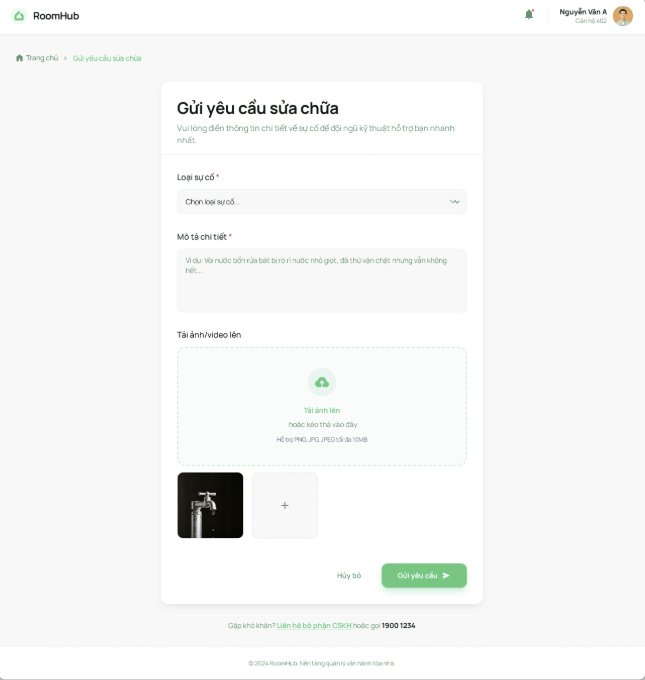 RoomHub
Nguyễn Văn A
Căn hộ 402
Trang chủ
Gửi yêu cầu sửa chữa
Gửi yêu cầu sửa chữa
Vui lòng điền thông tin chi tiết về sự cố để đội ngũ kỹ thuật hỗ trợ bạn nhanh
nhất.
Loại sự cố *
Chọn loại sự cố...
Mô tả chi tiết *
Ví dụ: Vòi nước bồn rửa bát bị rò rỉ nước nhỏ giọt, đã thử vặn chặt nhưng vẫn không
hết...
Tải ảnh/video lên
Tải ảnh lên
hoặc kéo thả vào đây
Hỗ trợ PNG, JPG, JPEG tối đa 10MB
Hủy bỏ
Gửi yêu cầu
Gặp khó khăn? Liên hệ bộ phận CSKH hoặc gọi 1900 1234
© 2024 RoomHub. Nền tảng quản lý vận hành tòa nhà.